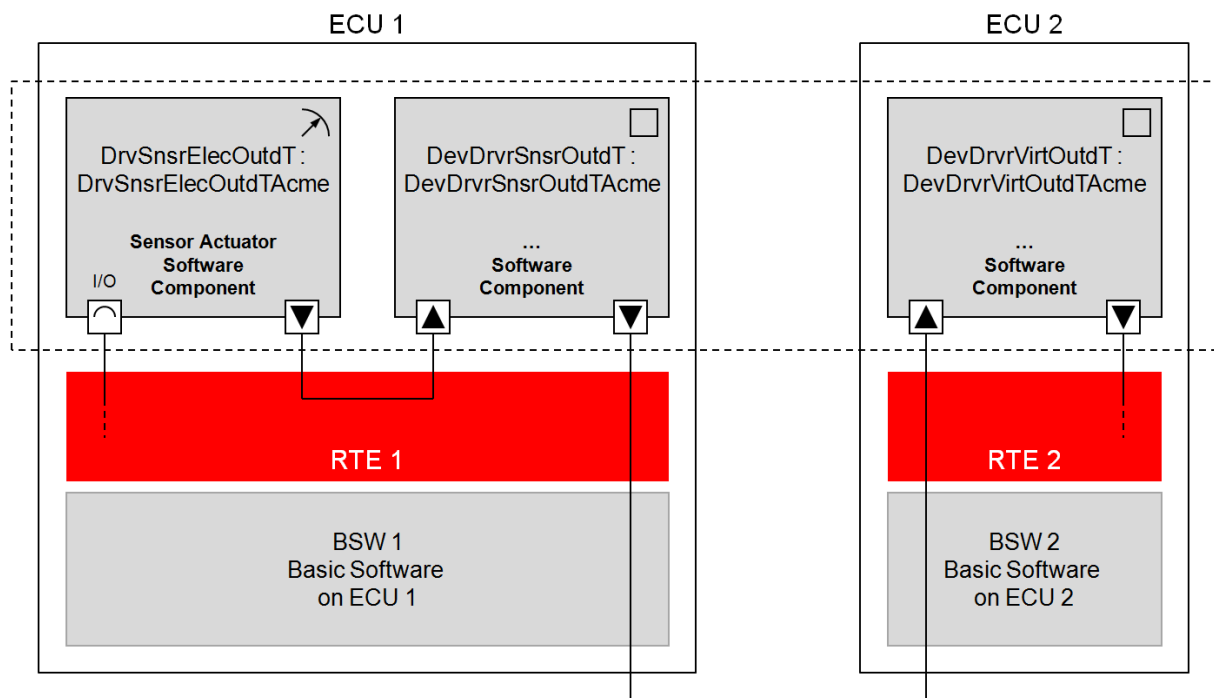 ECU 1
ECU 2
DrvSnsrElecOutdT :
DrvSnsrElecOutdTAcme
Sensor Actuator
Software
Component
I/O
DevDrvrSnsrOutdT :
DevDrvrSnsrOutdTAcme
...
Software
Component
DevDrvrVirtOutdT :
DevDrvrVirtOutdTAcme
...
Software
Component
RTE 1
RTE 2
BSW 1
Basic Software
on ECU 1
BSW 2
Basic Software
on ECU 2